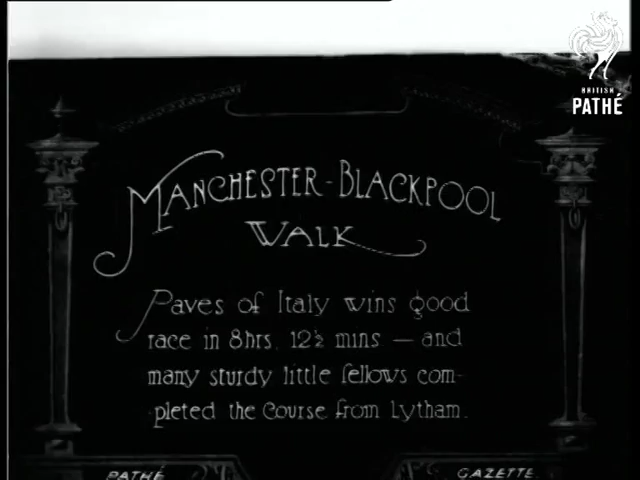 BRITISH
PATHÉ
MANCHESTER-BLACKPOOL
WALK
Paves of Italy wins good
race in 8hrs. 12½ mins — and
many sturdy little fellows com-
pleted the Course from Lytham.
PATHÉ GAZETTE